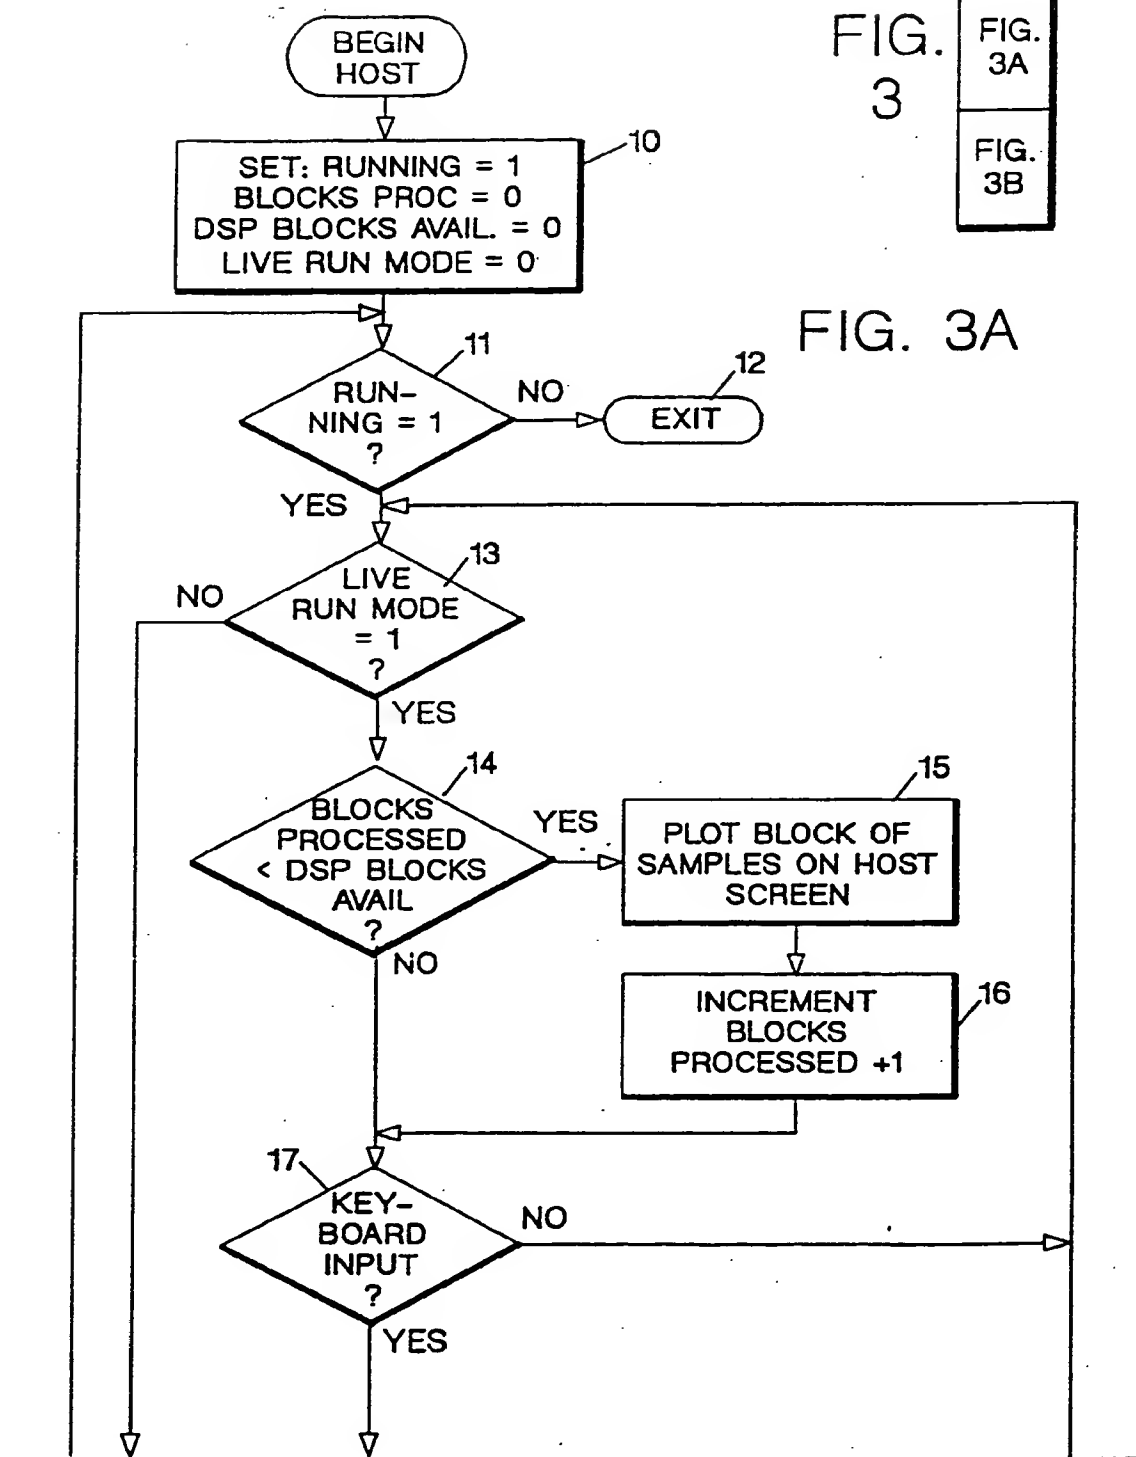 BEGIN
HOST
FIG.
3
FIG.
3A
FIG.
3B
10
SET: RUNNING = 1
BLOCKS PROC = 0
DSP BLOCKS AVAIL. = 0
LIVE RUN MODE = 0
FIG. 3A
11
RUN-
NING = 1
?
NO
12
EXIT
YES
13
LIVE
RUN MODE
= 1
?
NO
YES
14
BLOCKS
PROCESSED
< DSP BLOCKS
AVAIL
?
YES
15
PLOT BLOCK OF
SAMPLES ON HOST
SCREEN
NO
16
INCREMENT
BLOCKS
PROCESSED +1
17
KEY-
BOARD
INPUT
?
NO
YES